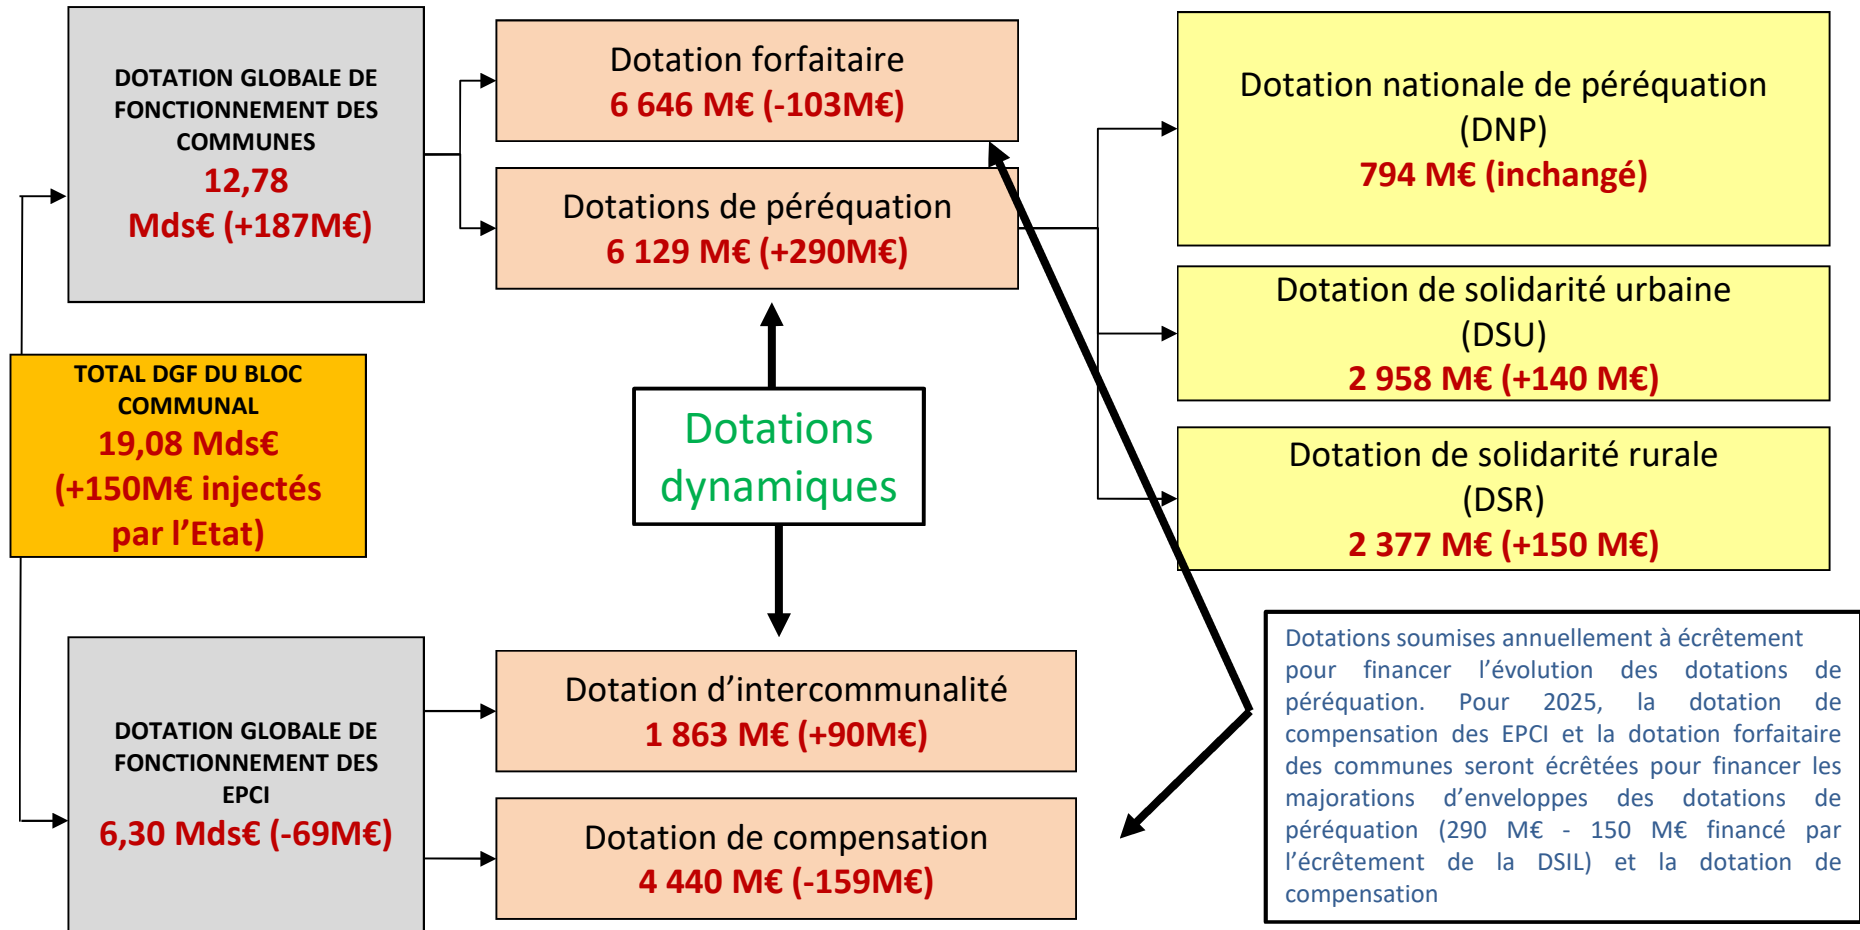 DOTATION GLOBALE DE
FONCTIONNEMENT DES
COMMUNES
12,78
Mds€ (+187M€)
Dotation forfaitaire
6 646 M€ (-103M€)
Dotations de péréquation
6 129 M€ (+290M€)
Dotation nationale de péréquation
(DNP)
794 M€ (inchangé)
Dotation de solidarité urbaine
(DSU)
2 958 M€ (+140 M€)
Dotation de solidarité rurale
(DSR)
2 377 M€ (+150 M€)
TOTAL DGF DU BLOC
COMMUNAL
19,08 Mds€
(+150M€ injectés
par l’Etat)
Dotations
dynamiques
DOTATION GLOBALE DE
FONCTIONNEMENT DES
EPCI
6,30 Mds€ (-69M€)
Dotation d’intercommunalité
1 863 M€ (+90M€)
Dotation de compensation
4 440 M€ (-159M€)
Dotations soumises annuellement à écrêtement
pour financer l’évolution des dotations de
péréquation. Pour 2025, la dotation de
compensation des EPCI et la dotation forfaitaire
des communes seront écrêtées pour financer les
majorations d’enveloppes des dotations de
péréquation (290 M€ - 150 M€ financé par
l’écrêtement de la DSIL) et la dotation de
compensation